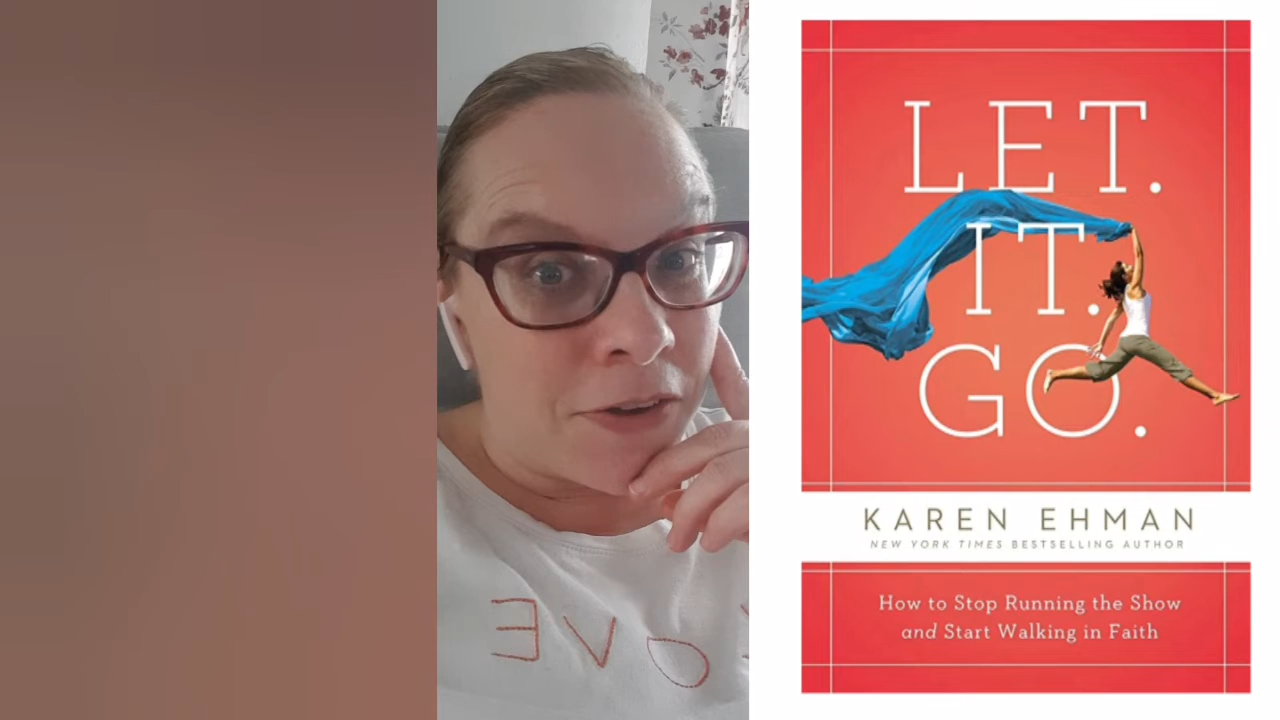 LET.
IT.
GO.
KAREN EHMAN
NEW YORK TIMES BESTSELLING AUTHOR
How to Stop Running the Show
and Start Walking in Faith
LOVE